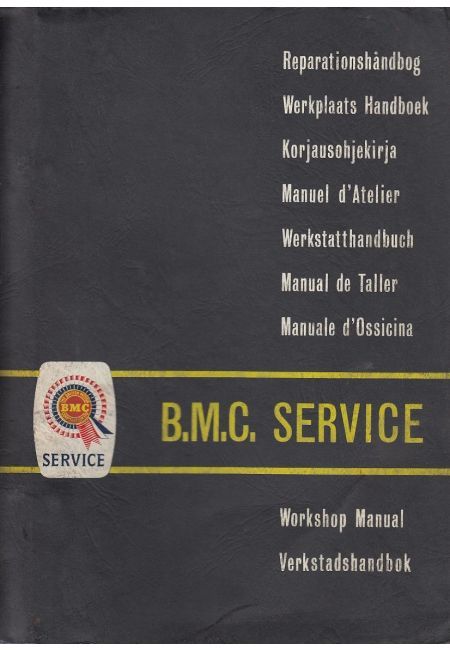 Reparationshåndbog
Werkplaats Handboek
Korjausohjekirja
Manuel d'Atelier
Werkstatthandbuch
Manual de Taller
Manuale d'Ossicina
BMC
SERVICE
B.M.C. SERVICE
Workshop Manual
Verkstadshandbok